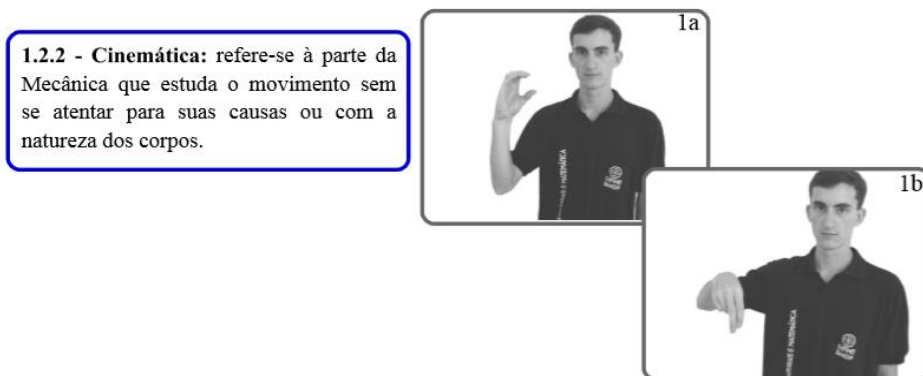 1.2.2 - Cinemática: refere-se à parte da
Mecânica que estuda o movimento sem
se atentar para suas causas ou com a
natureza dos corpos.
1a
1b